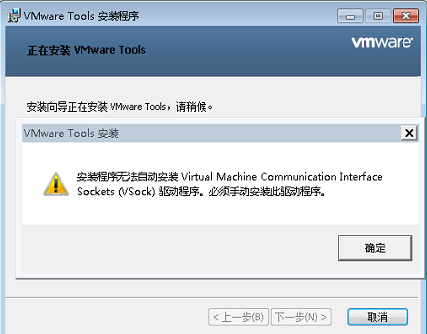 VMware Tools 安装程序
正在安装 VMware Tools
vmware
安装向导正在安装 VMware Tools，请稍候。
VMware Tools 安装
安装程序无法自动安装 Virtual Machine Communication Interface
Sockets (VSock) 驱动程序。必须手动安装此驱动程序。
确定
< 上一步(B) 下一步(N) > 取消